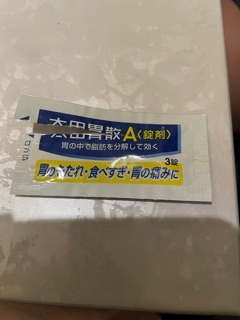 太田胃散A〈錠剤〉
胃の中で脂肪を分解して効く
3錠
胃のもたれ・食べすぎ・胃の痛みに